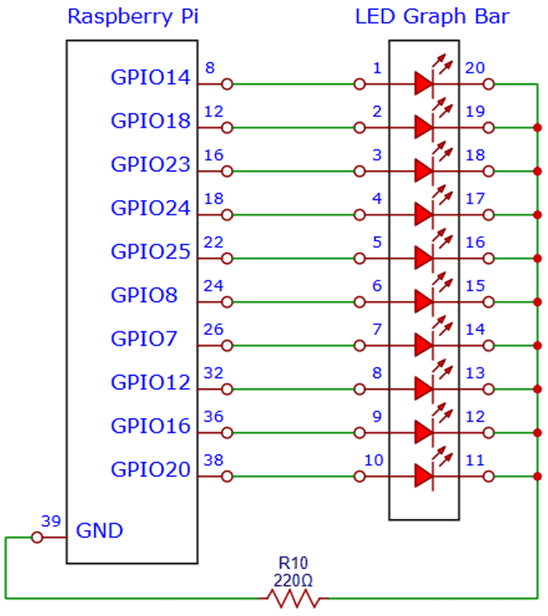 Raspberry Pi LED Graph Bar
GPIO14 8 1 20
GPIO18 12 2 19
GPIO23 16 3 18
GPIO24 18 4 17
GPIO25 22 5 16
GPIO8 24 6 15
GPIO7 26 7 14
GPIO12 32 8 13
GPIO16 36 9 12
GPIO20 38 10 11
39 GND
R10
220Ω